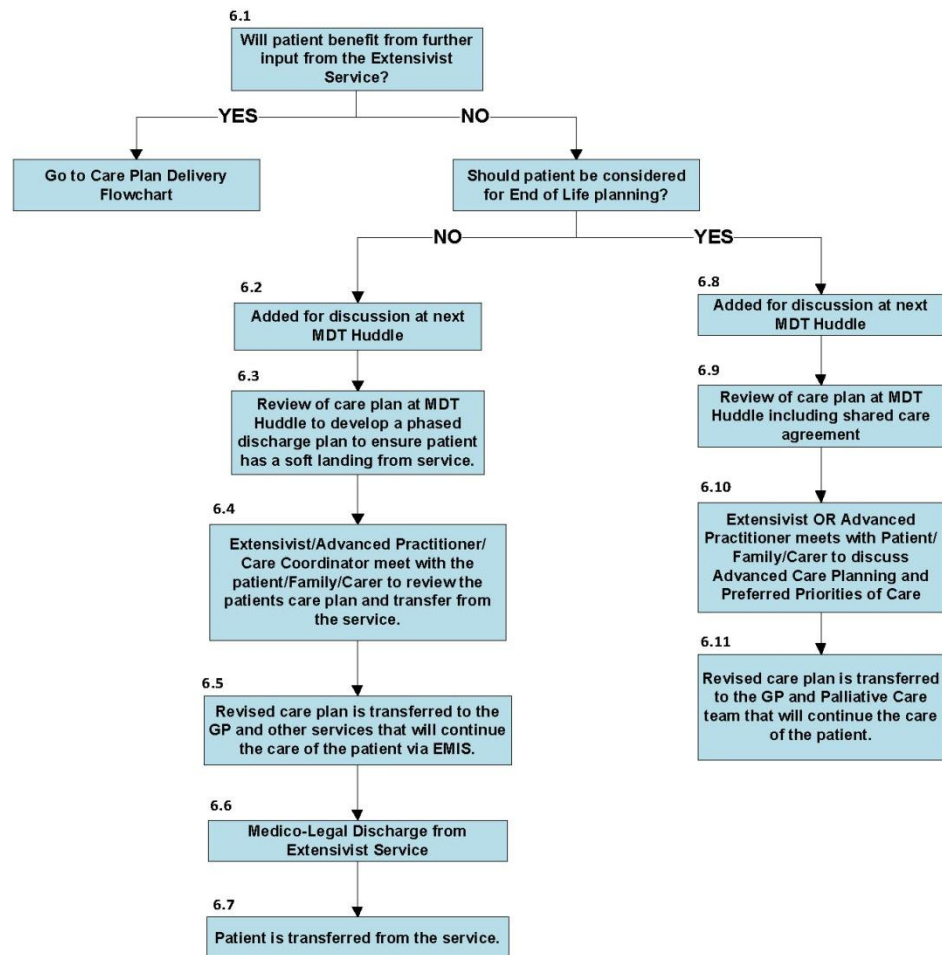 6.1
Will patient benefit from further
input from the Extensivist
Service?
YES
NO
Go to Care Plan Delivery
Flowchart
Should patient be considered
for End of Life planning?
NO
YES
6.2
Added for discussion at next
MDT Huddle
6.3
Review of care plan at MDT
Huddle to develop a phased
discharge plan to ensure patient
has a soft landing from service.
6.4
Extensivist/Advanced Practitioner/
Care Coordinator meet with the
patient/Family/Carer to review the
patients care plan and transfer from
the service.
6.5
Revised care plan is transferred to the
GP and other services that will continue
the care of the patient via EMIS.
6.6
Medico-Legal Discharge from
Extensivist Service
6.7
Patient is transferred from the service.
6.8
Added for discussion at next
MDT Huddle
6.9
Review of care plan at MDT
Huddle including shared care
agreement
6.10
Extensivist OR Advanced
Practitioner meets with Patient/
Family/Carer to discuss
Advanced Care Planning and
Preferred Priorities of Care
6.11
Revised care plan is transferred
to the GP and Palliative Care
team that will continue the care
of the patient.